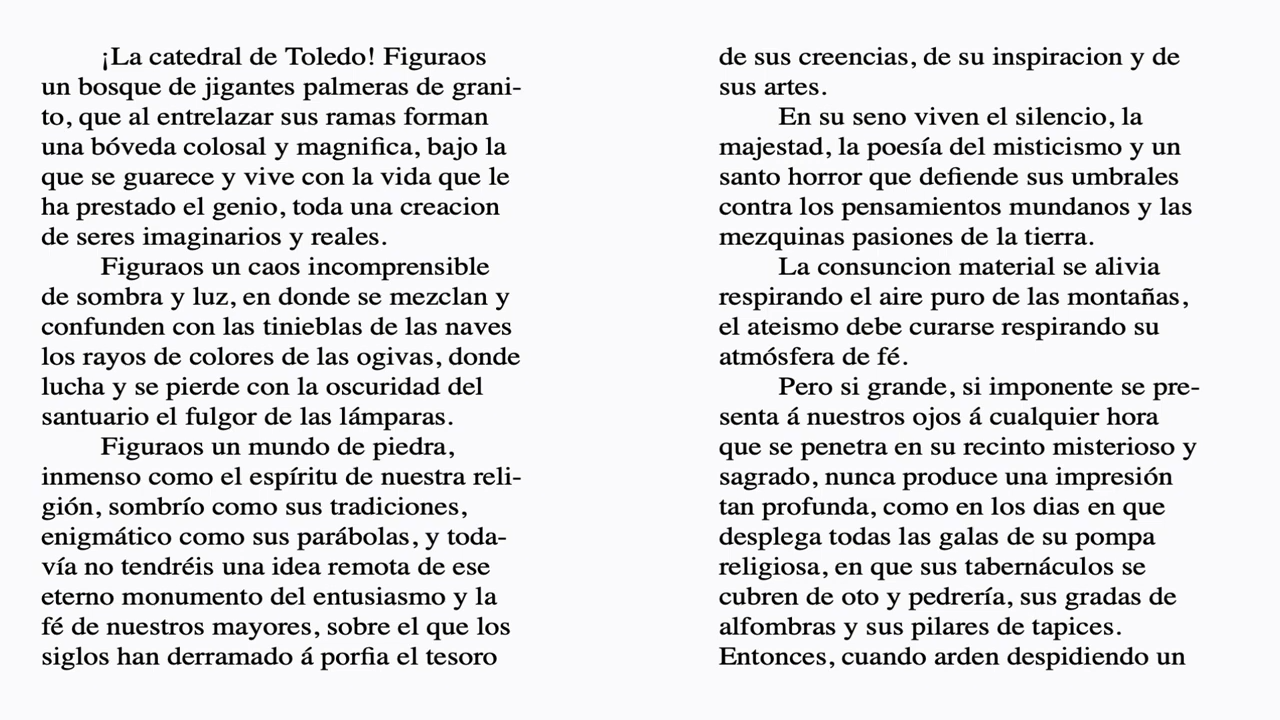 ¡La catedral de Toledo! Figuraos
un bosque de jigantes palmeras de grani-
to, que al entrelazar sus ramas forman
una bóveda colosal y magnifica, bajo la
que se guarece y vive con la vida que le
ha prestado el genio, toda una creacion
de seres imaginarios y reales.
Figuraos un caos incomprensible
de sombra y luz, en donde se mezclan y
confunden con las tinieblas de las naves
los rayos de colores de las ogivas, donde
lucha y se pierde con la oscuridad del
santuario el fulgor de las lámparas.
Figuraos un mundo de piedra,
inmenso como el espíritu de nuestra reli-
gión, sombrío como sus tradiciones,
enigmático como sus parábolas, y toda-
vía no tendréis una idea remota de ese
eterno monumento del entusiasmo y la
fé de nuestros mayores, sobre el que los
siglos han derramado á porfia el tesoro
de sus creencias, de su inspiracion y de
sus artes.
En su seno viven el silencio, la
majestad, la poesía del misticismo y un
santo horror que defiende sus umbrales
contra los pensamientos mundanos y las
mezquinas pasiones de la tierra.
La consuncion material se alivia
respirando el aire puro de las montañas,
el ateismo debe curarse respirando su
atmósfera de fé.
Pero si grande, si imponente se pre-
senta á nuestros ojos á cualquier hora
que se penetra en su recinto misterioso y
sagrado, nunca produce una impresión
tan profunda, como en los dias en que
desplega todas las galas de su pompa
religiosa, en que sus tabernáculos se
cubren de oto y pedrería, sus gradas de
alfombras y sus pilares de tapices.
Entonces, cuando arden despidiendo un